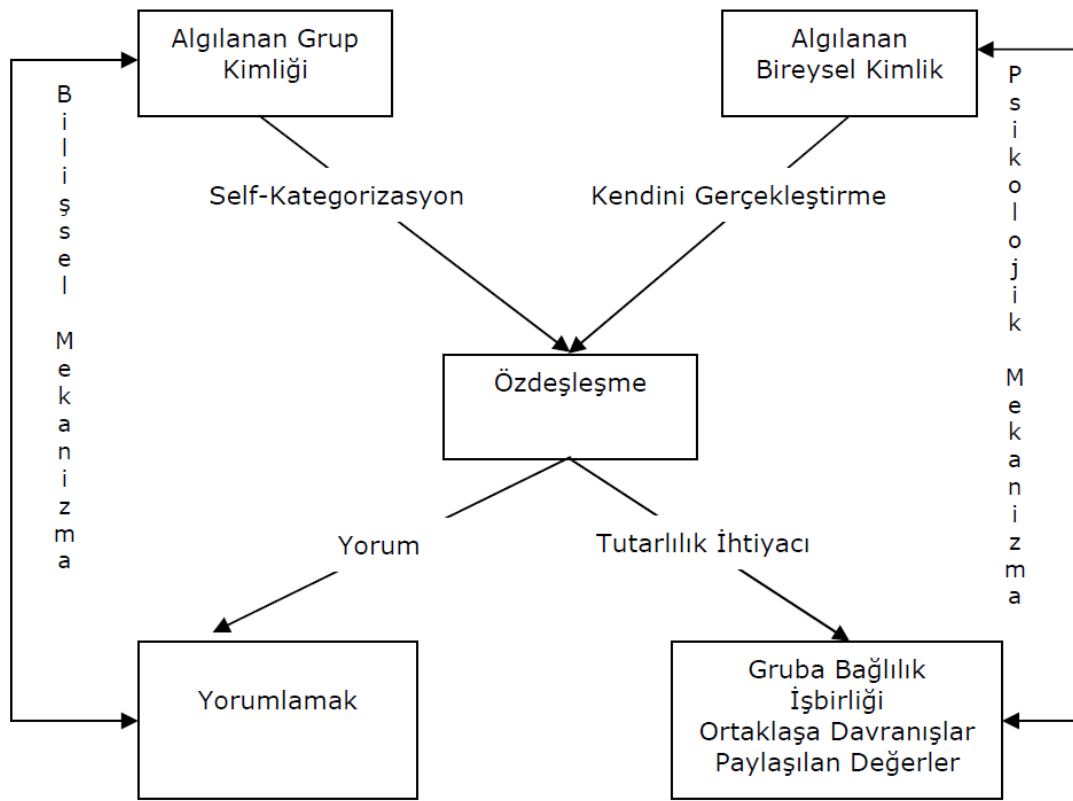 Algılanan Grup
Kimliği
Algılanan
Bireysel Kimlik
Bilişsel Mekanizma
Psikolojik Mekanizma
Self-Kategorizasyon
Kendini Gerçekleştirme
Özdeşleşme
Yorum
Tutarlılık İhtiyacı
Yorumlamak
Gruba Bağlılık
İşbirliği
Ortaklaşa Davranışlar
Paylaşılan Değerler